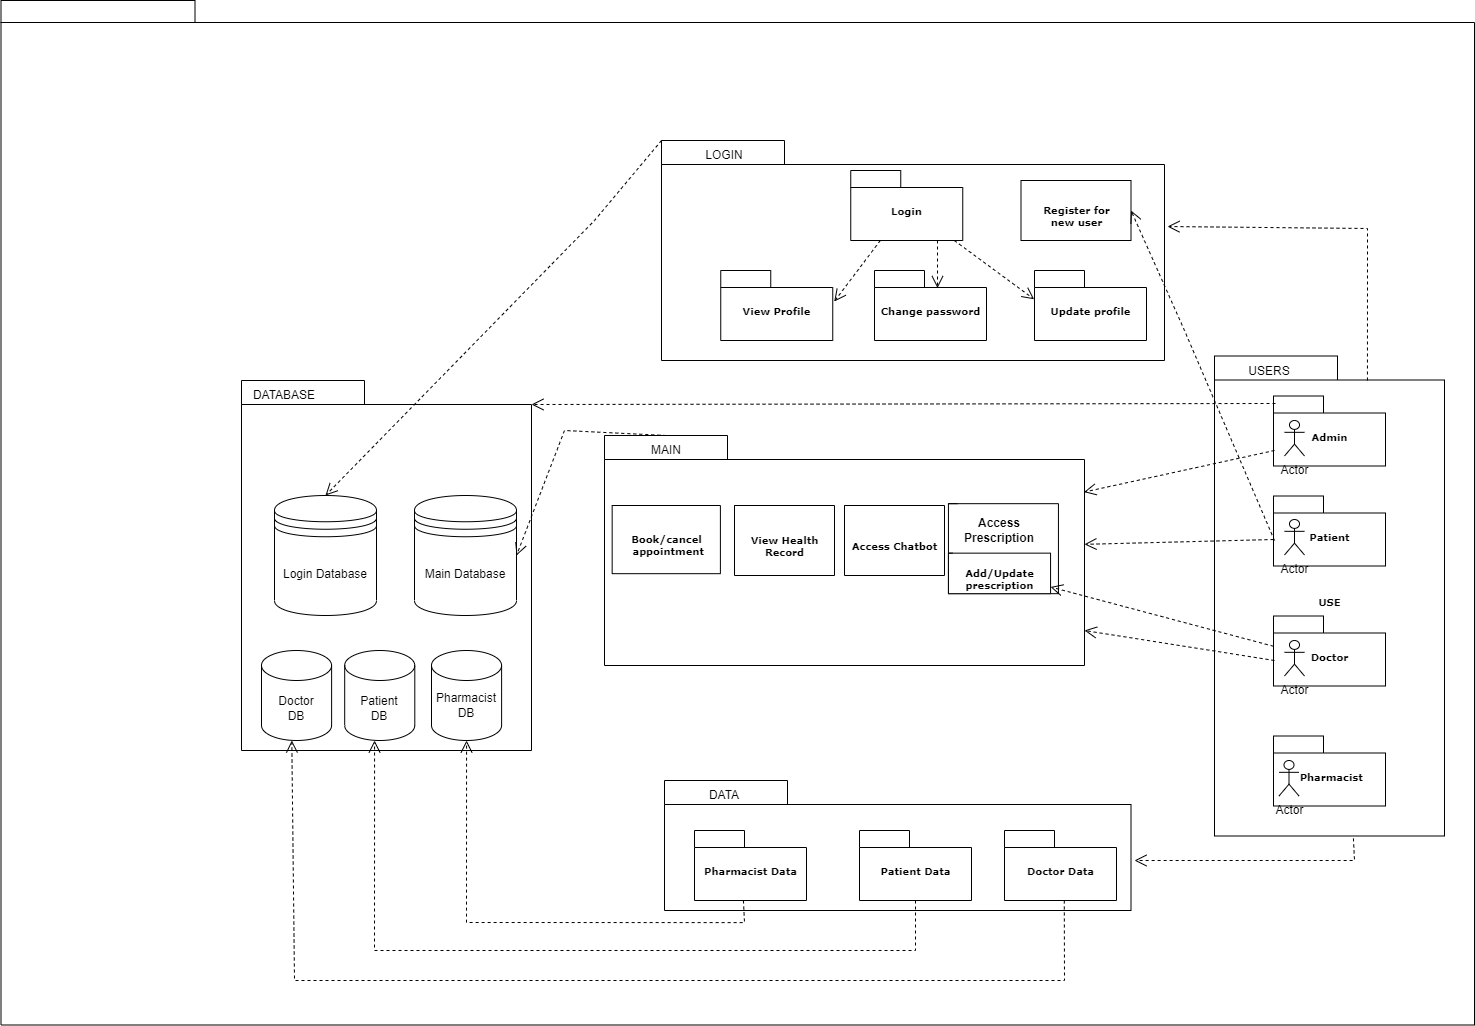 LOGIN
Login
Register for
new user
View Profile
Change password
Update profile
USERS
Admin
Actor
Patient
Actor
USE
Doctor
Actor
Pharmacist
Actor
DATABASE
Login Database
Main Database
Doctor
DB
Patient
DB
Pharmacist
DB
MAIN
Book/cancel
appointment
View Health
Record
Access Chatbot
Access
Prescription
Add/Update
prescription
DATA
Pharmacist Data
Patient Data
Doctor Data